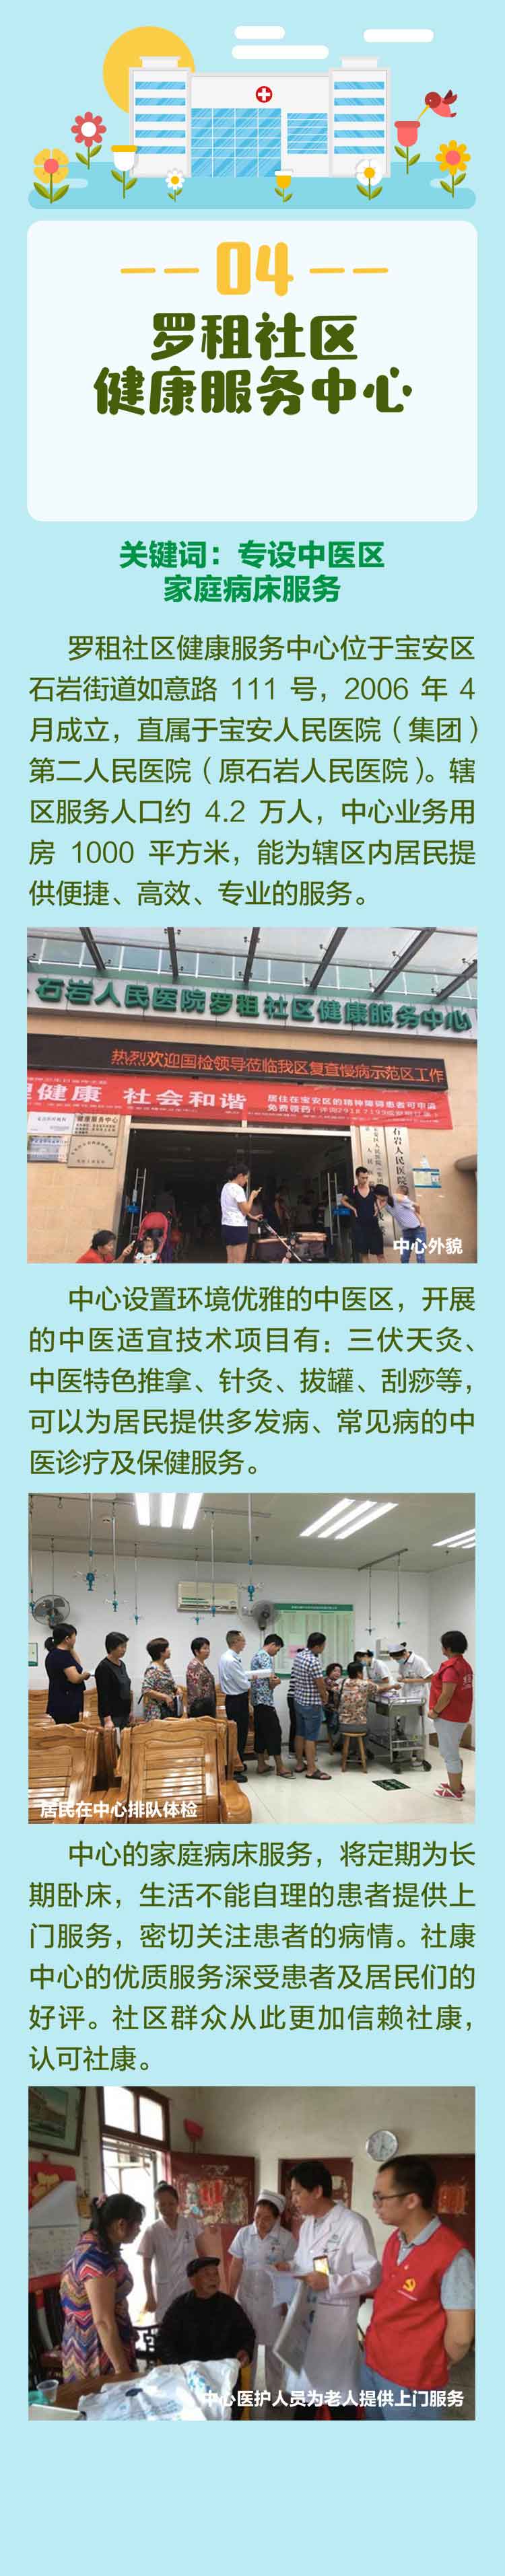 04
罗租社区
健康服务中心
关键词：专设中医区
家庭病床服务
罗租社区健康服务中心位于宝安区
石岩街道如意路 111 号，2006 年 4
月成立，直属于宝安人民医院（集团）
第二人民医院（原石岩人民医院）。辖
区服务人口约 4.2 万人，中心业务用
房 1000 平方米，能为辖区内居民提
供便捷、高效、专业的服务。
石岩人民医院罗租社区健康服务中心
热烈欢迎国检领导莅临我区复查慢病示范区工作
健康 社会和谐
居住在宝安区的精神障碍患者可申请
免费领药！
健康服务中心
石岩人民医院
中心外貌
中心设置环境优雅的中医区，开展
的中医适宜技术项目有：三伏天灸、
中医特色推拿、针灸、拔罐、刮痧等，
可以为居民提供多发病、常见病的中
医诊疗及保健服务。
居民在中心排队体检
中心的家庭病床服务，将定期为长
期卧床，生活不能自理的患者提供上
门服务，密切关注患者的病情。社康
中心的优质服务深受患者及居民们的
好评。社区群众从此更加信赖社康，
认可社康。
中心医护人员为老人提供上门服务